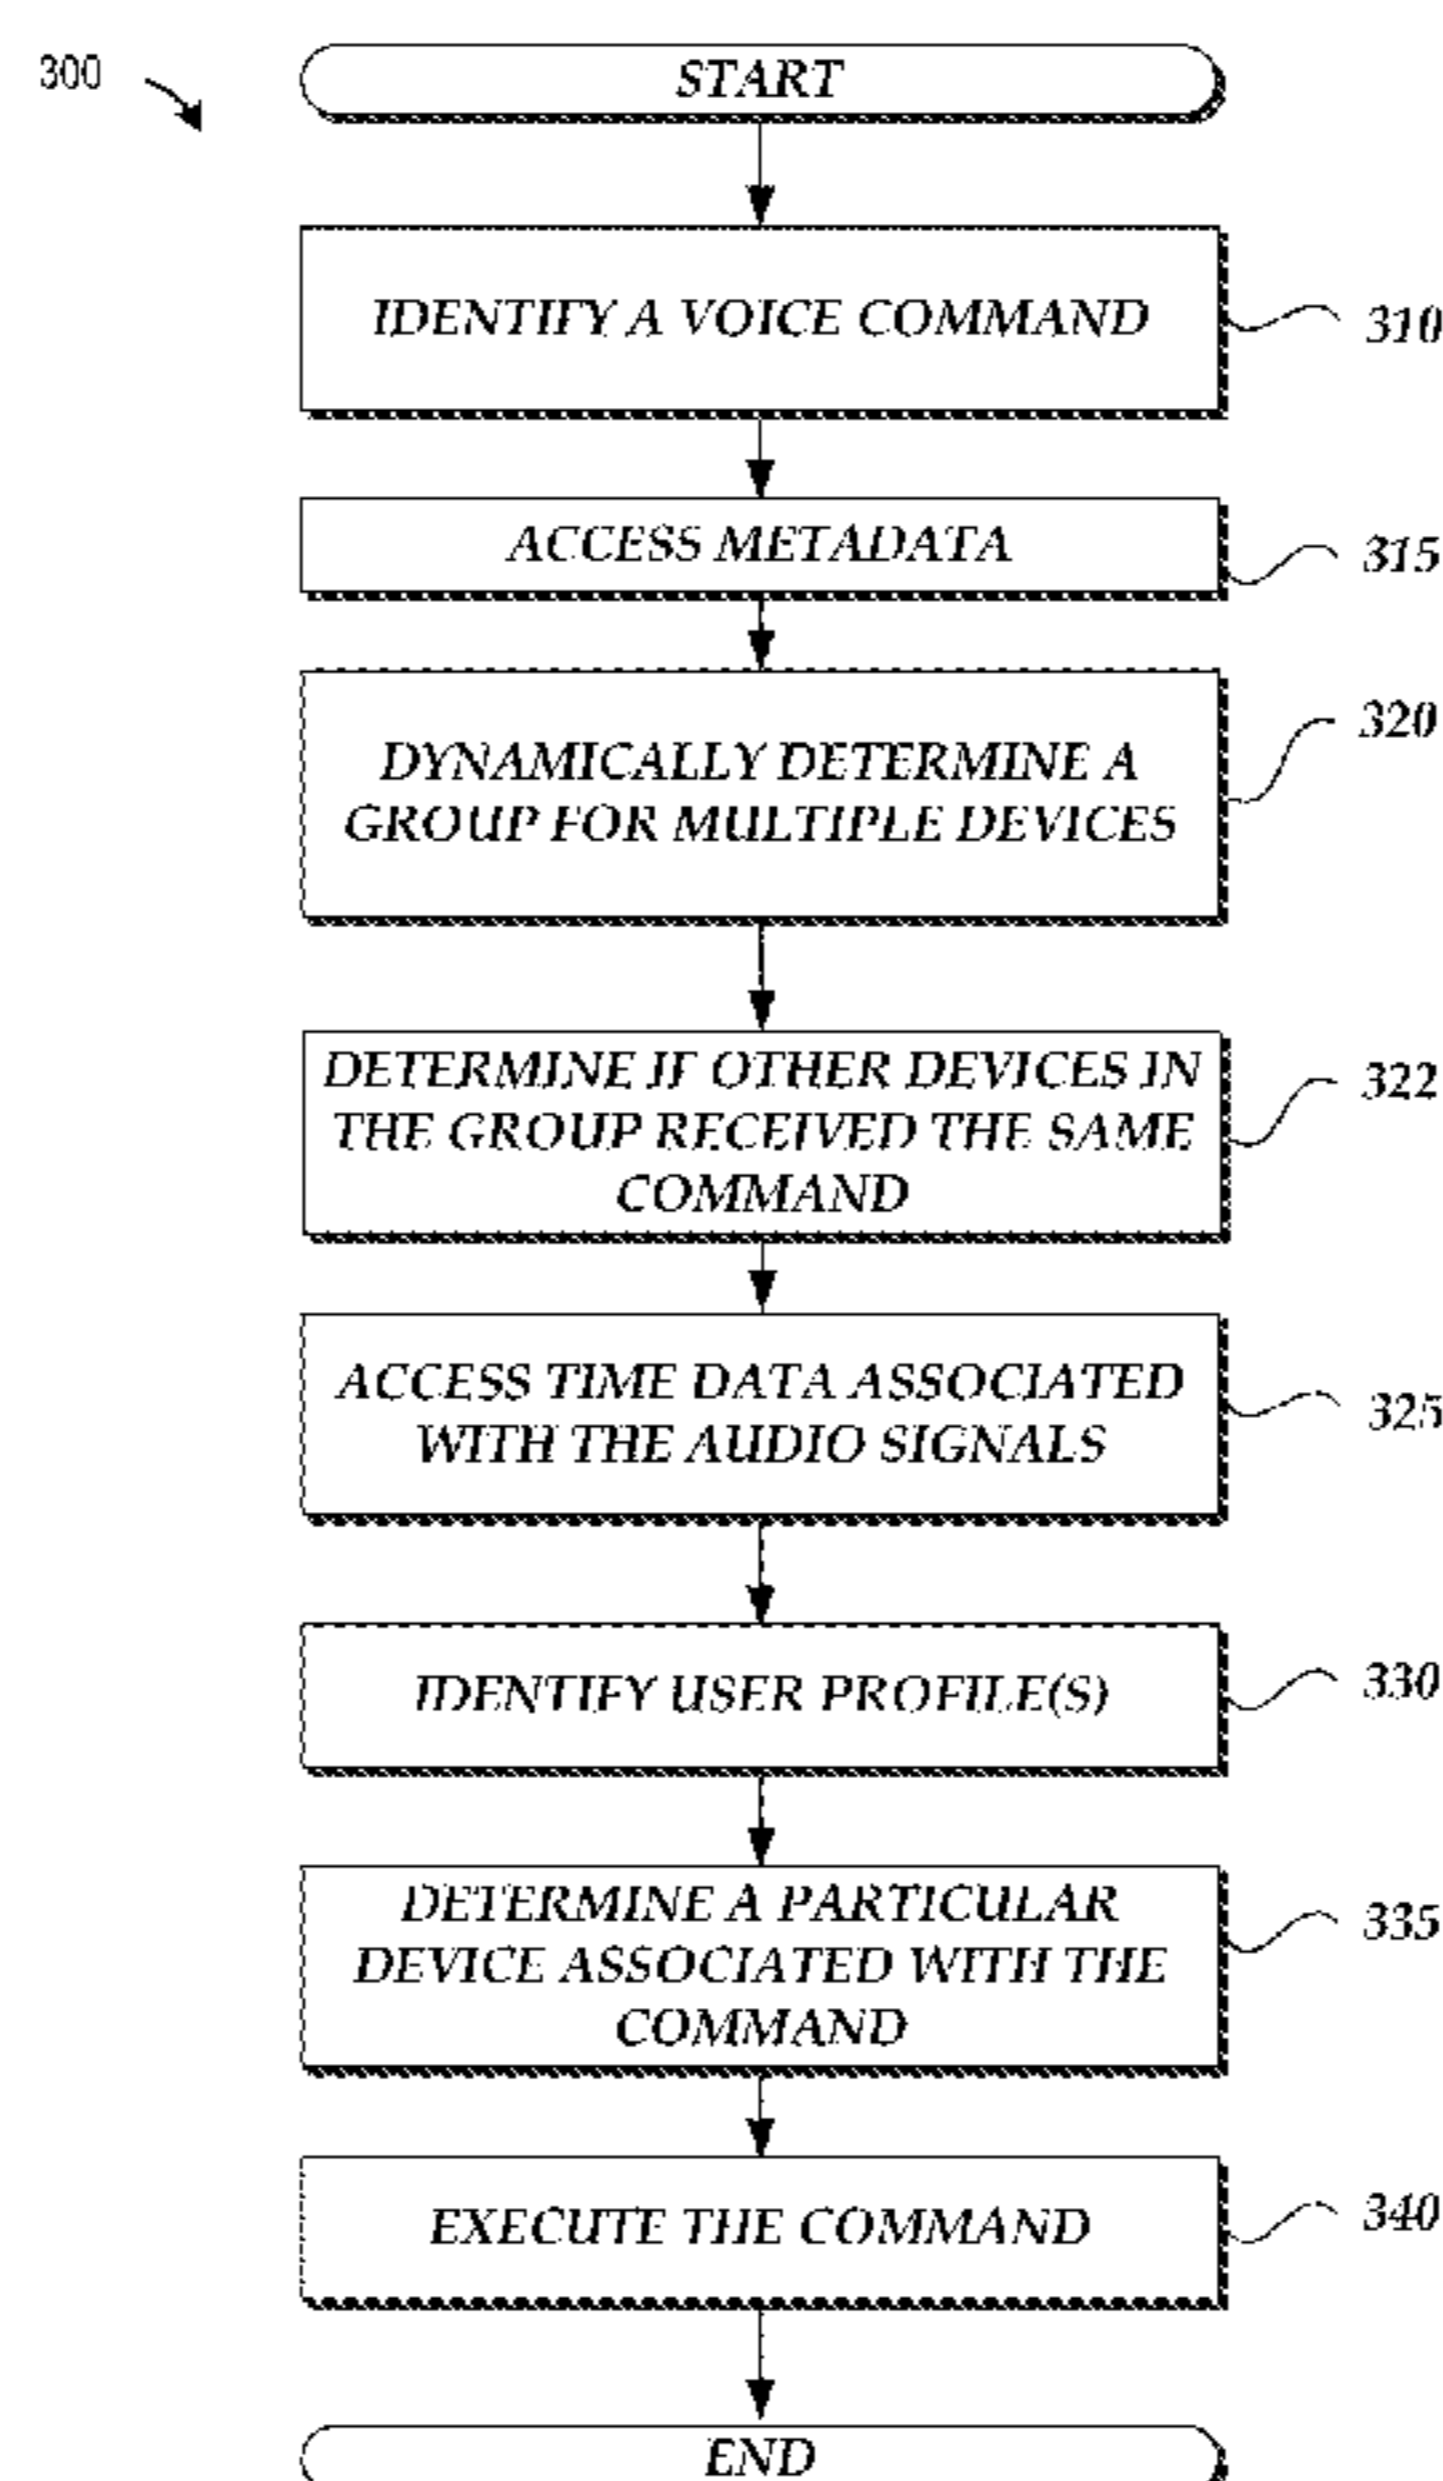 300
START
IDENTIFY A VOICE COMMAND
310
ACCESS METADATA
315
DYNAMICALLY DETERMINE A
GROUP FOR MULTIPLE DEVICES
320
DETERMINE IF OTHER DEVICES IN
THE GROUP RECEIVED THE SAME
COMMAND
322
ACCESS TIME DATA ASSOCIATED
WITH THE AUDIO SIGNALS
325
IDENTIFY USER PROFILE(S)
330
DETERMINE A PARTICULAR
DEVICE ASSOCIATED WITH THE
COMMAND
335
EXECUTE THE COMMAND
340
END